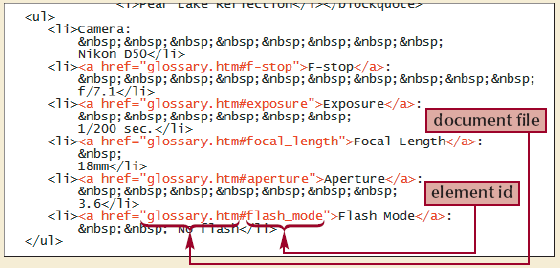 <i>Pear Lake Reflection</i></blockquote>
<ul>
<li>Camera:
&nbsp;&nbsp;&nbsp;&nbsp;&nbsp;&nbsp;&nbsp;&nbsp;
Nikon D50</li>
<li><a href="glossary.htm#f-stop">F-stop</a>:
&nbsp;&nbsp;&nbsp;&nbsp;&nbsp;&nbsp;&nbsp;&nbsp;&nbsp;&nbsp;
f/7.1</li>
<li><a href="glossary.htm#exposure">Exposure</a>:
&nbsp;&nbsp;&nbsp;&nbsp;&nbsp;&nbsp;
1/200 sec.</li>
<li><a href="glossary.htm#focal_length">Focal Length</a>:
&nbsp;
18mm</li>
<li><a href="glossary.htm#aperture">Aperture</a>:
&nbsp;&nbsp;&nbsp;&nbsp;&nbsp;&nbsp;&nbsp;
3.6</li>
<li><a href="glossary.htm#flash_mode">Flash Mode</a>:
&nbsp;&nbsp; No flash</li>
</ul>
document file
element id